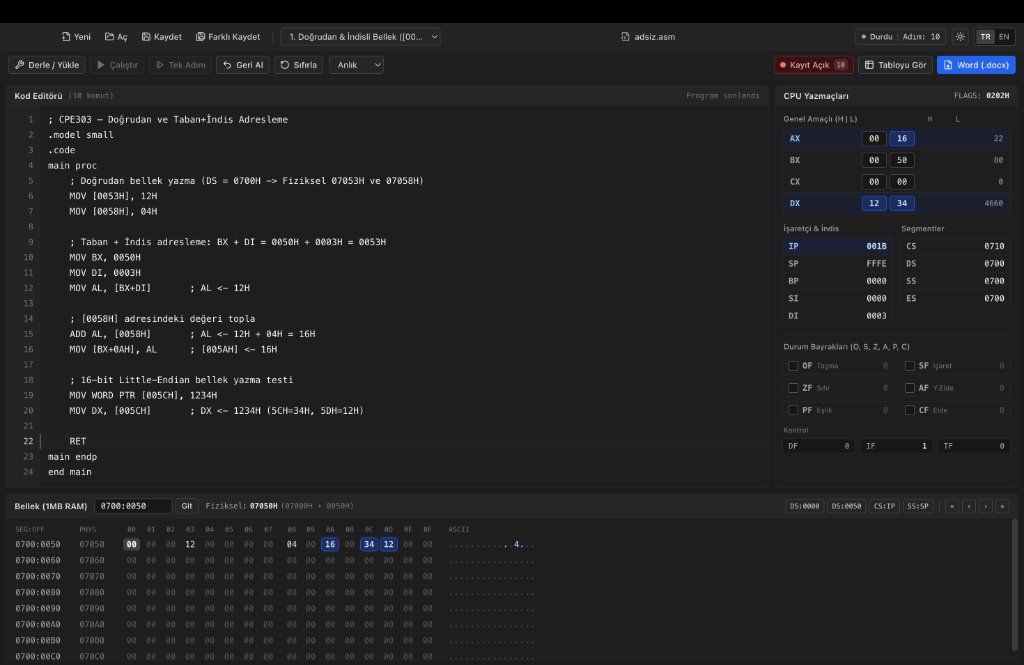 Yeni Aç Kaydet Farklı Kaydet 1. Doğrudan & İndisli Bellek ([00... adsiz.asm Durdu Adım: 10 TR EN
Derle / Yükle Çalıştır Tek Adım Geri Al Sıfırla Anlık Kayıt Açık 10 Tabloyu Gör Word (.docx)
Kod Editörü (10 komut) Program sonlandı
1 ; CPE303 — Doğrudan ve Taban+İndis Adresleme
2 .model small
3 .code
4 main proc
5 ; Doğrudan bellek yazma (DS = 0700H -> Fiziksel 07053H ve 07058H)
6 MOV [0053H], 12H
7 MOV [0058H], 04H
8
9 ; Taban + İndis adresleme: BX + DI = 0050H + 0003H = 0053H
10 MOV BX, 0050H
11 MOV DI, 0003H
12 MOV AL, [BX+DI] ; AL <- 12H
13
14 ; [0058H] adresindeki değeri topla
15 ADD AL, [0058H] ; AL <- 12H + 04H = 16H
16 MOV [BX+0AH], AL ; [005AH] <- 16H
17
18 ; 16-bit Little-Endian bellek yazma testi
19 MOV WORD PTR [005CH], 1234H
20 MOV DX, [005CH] ; DX <- 1234H (5CH=34H, 5DH=12H)
21
22 RET
23 main endp
24 end main
CPU Yazmaçları FLAGS: 0202H
Genel Amaçlı (H | L) H L
AX 00 16 22
BX 00 50 80
CX 00 00 0
DX 12 34 4660
İşaretçi & İndis Segmentler
IP 001B CS 0710
SP FFFE DS 0700
BP 0000 SS 0700
SI 0000 ES 0700
DI 0003
Durum Bayrakları (O, S, Z, A, P, C)
OF Taşma 0 SF İşaret 0
ZF Sıfır 0 AF Y.Elde 0
PF Eşlik 0 CF Elde 0
Kontrol
DF 0 IF 1 TF 0
Bellek (1MB RAM) 0700:0050 Git Fiziksel: 07050H (07000H + 0050H) DS:0000 DS:0050 CS:IP SS:SP « ‹ › »
SEG:OFF PHYS 00 01 02 03 04 05 06 07 08 09 0A 0B 0C 0D 0E 0F ASCII
0700:0050 07050 00 00 00 12 00 00 00 00 04 00 16 00 34 12 00 00 ............4...
0700:0060 07060 00 00 00 00 00 00 00 00 00 00 00 00 00 00 00 00 ................
0700:0070 07070 00 00 00 00 00 00 00 00 00 00 00 00 00 00 00 00 ................
0700:0080 07080 00 00 00 00 00 00 00 00 00 00 00 00 00 00 00 00 ................
0700:0090 07090 00 00 00 00 00 00 00 00 00 00 00 00 00 00 00 00 ................
0700:00A0 070A0 00 00 00 00 00 00 00 00 00 00 00 00 00 00 00 00 ................
0700:00B0 070B0 00 00 00 00 00 00 00 00 00 00 00 00 00 00 00 00 ................
0700:00C0 070C0 00 00 00 00 00 00 00 00 00 00 00 00 00 00 00 00 ................